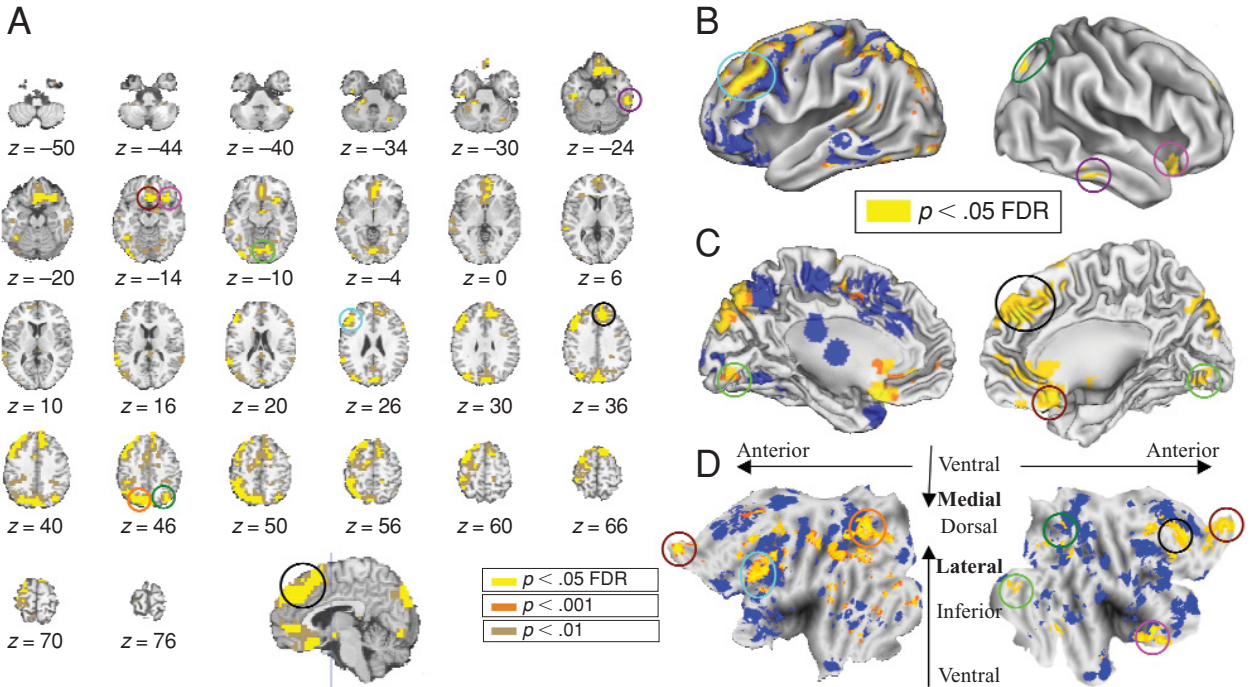 A
z = −50 z = −44 z = −40 z = −34 z = −30 z = −24
z = −20 z = −14 z = −10 z = −4 z = 0 z = 6
z = 10 z = 16 z = 20 z = 26 z = 30 z = 36
z = 40 z = 46 z = 50 z = 56 z = 60 z = 66
z = 70 z = 76
p < .05 FDR
p < .001
p < .01
B
p < .05 FDR
C
D
Anterior Ventral Anterior
Medial
Dorsal
Lateral
Inferior
Ventral